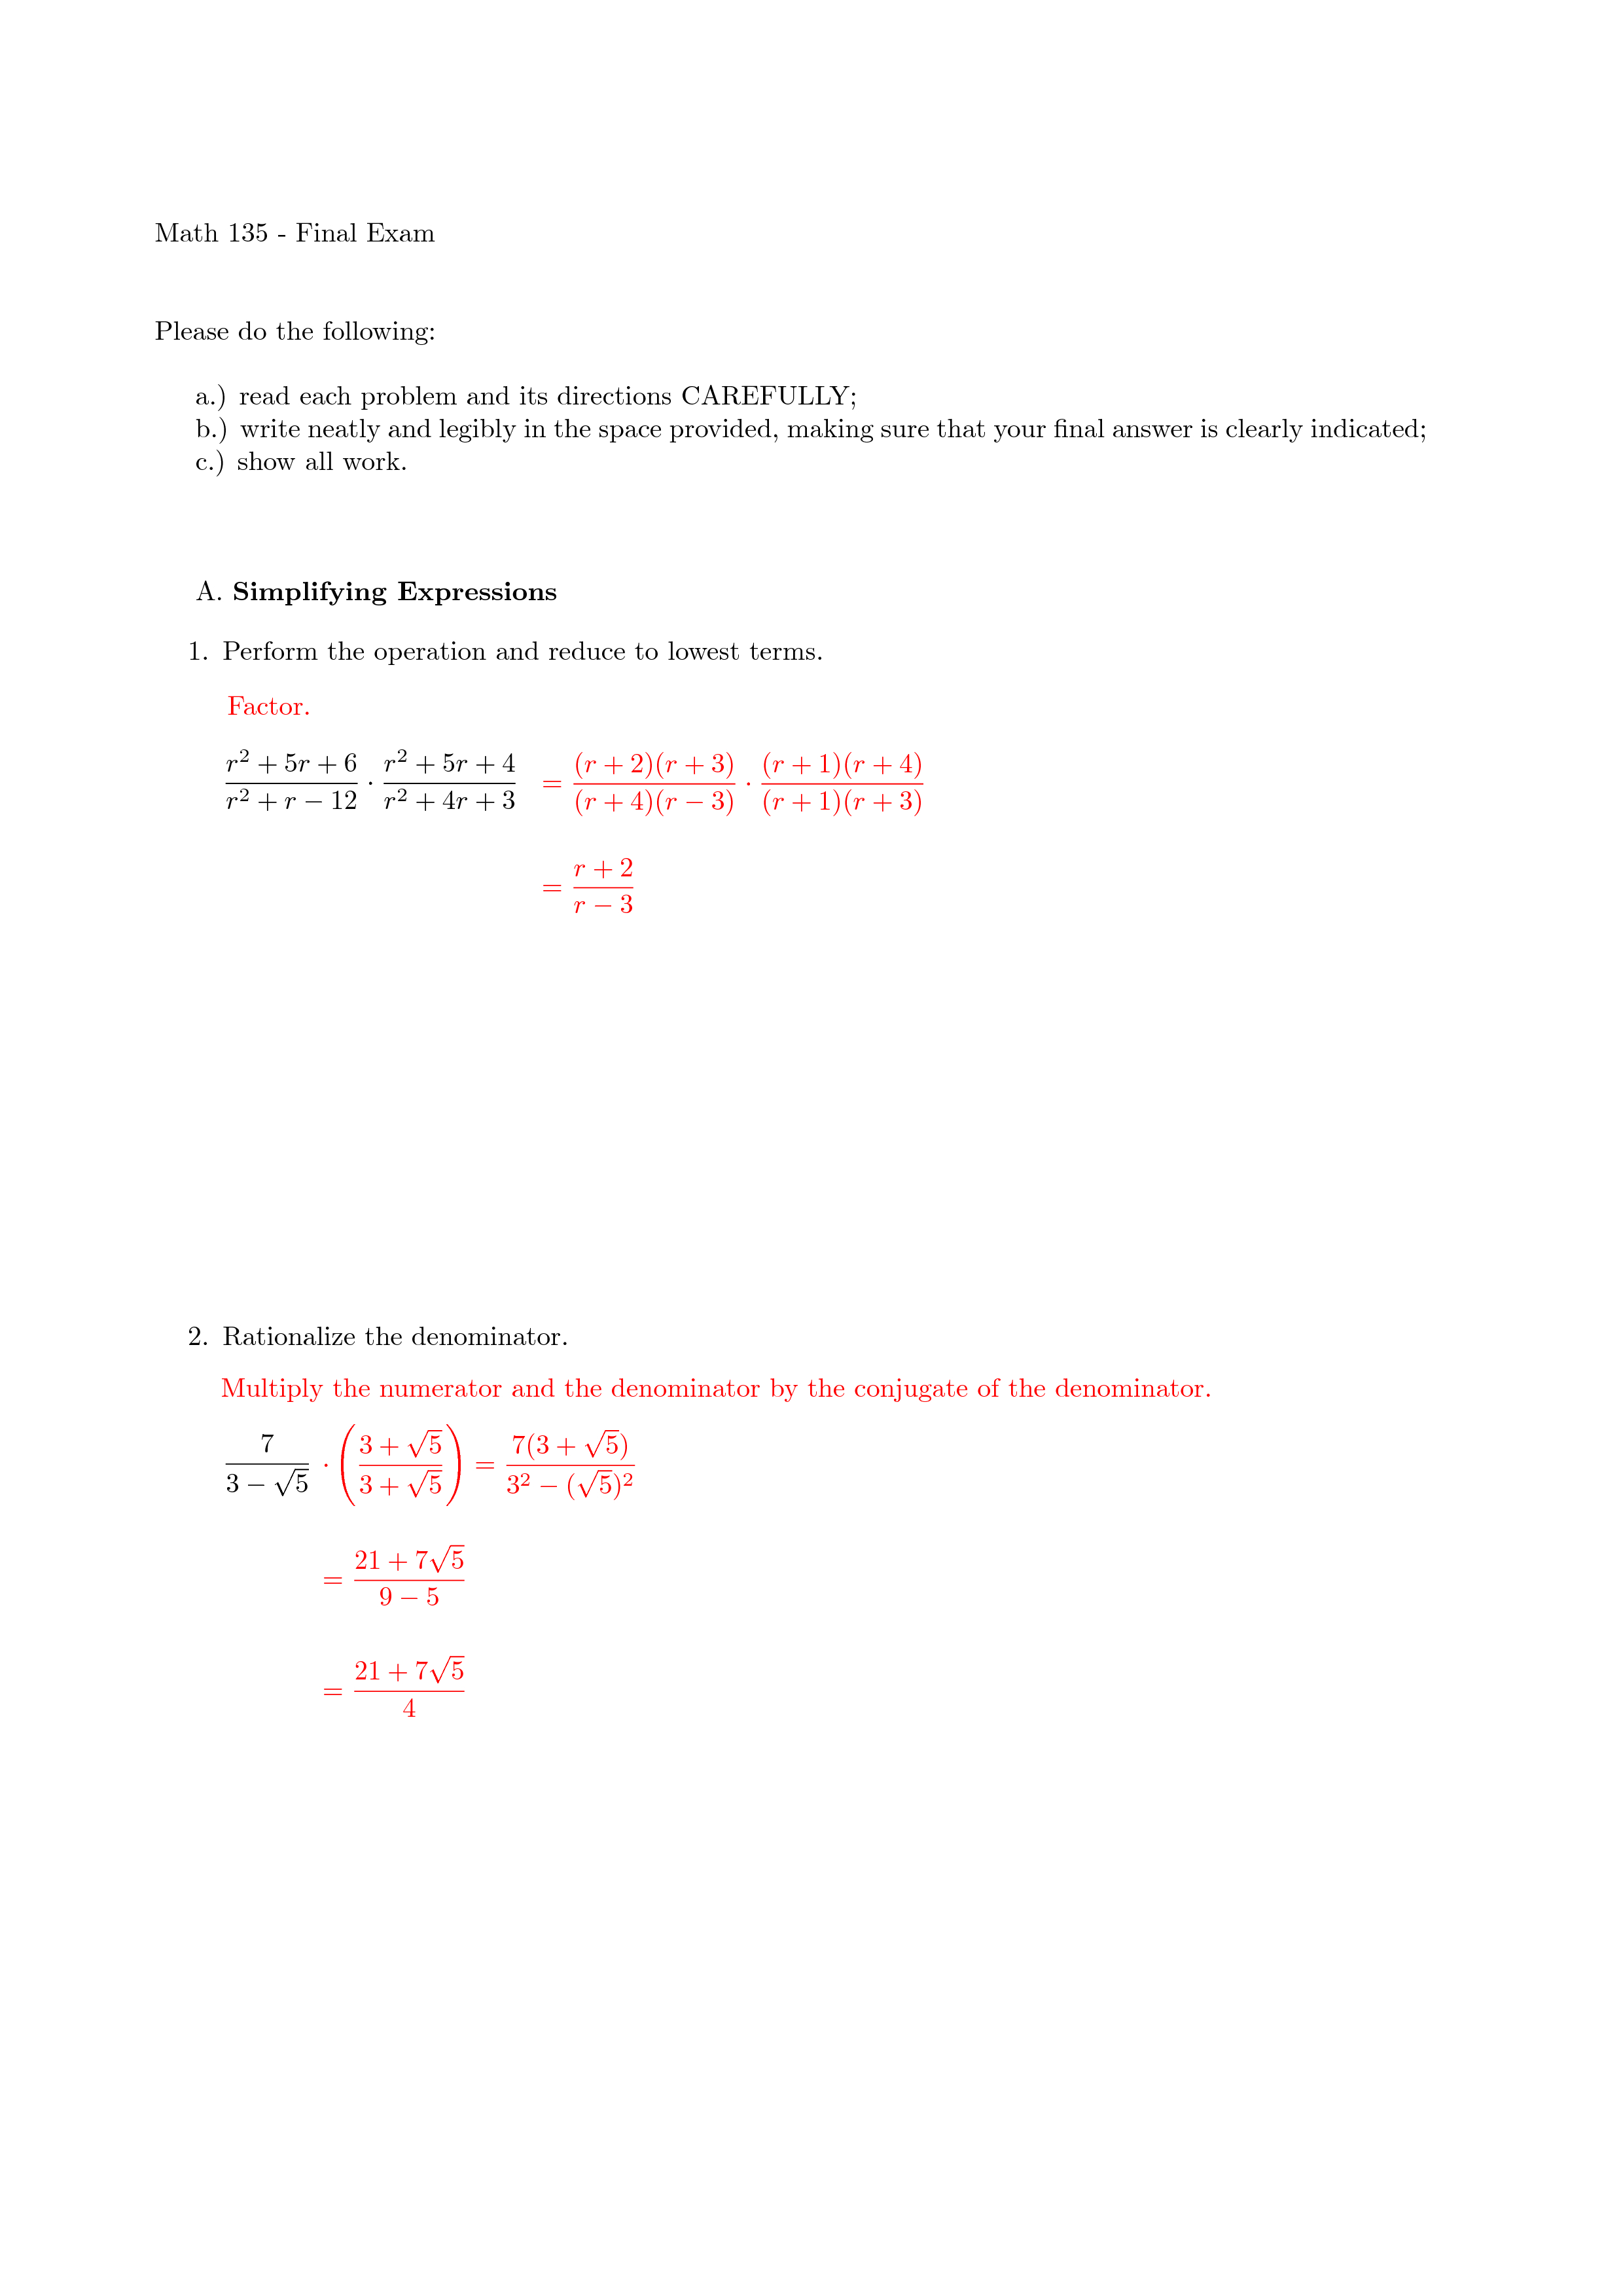 Math 135 - Final Exam
Please do the following:
a.) read each problem and its directions CAREFULLY;
b.) write neatly and legibly in the space provided, making sure that your final answer is clearly indicated;
c.) show all work.
A. Simplifying Expressions
1. Perform the operation and reduce to lowest terms.
Factor.
\frac{r^2 + 5r + 6}{r^2 + r − 12} · \frac{r^2 + 5r + 4}{r^2 + 4r + 3} = \frac{(r + 2)(r + 3)}{(r + 4)(r − 3)} · \frac{(r + 1)(r + 4)}{(r + 1)(r + 3)}
= \frac{r + 2}{r − 3}
2. Rationalize the denominator.
Multiply the numerator and the denominator by the conjugate of the denominator.
\frac{7}{3 − \sqrt{5}} · \left(\frac{3 + \sqrt{5}}{3 + \sqrt{5}}\right) = \frac{7(3 + \sqrt{5})}{3^2 − (\sqrt{5})^2}
= \frac{21 + 7\sqrt{5}}{9 − 5}
= \frac{21 + 7\sqrt{5}}{4}